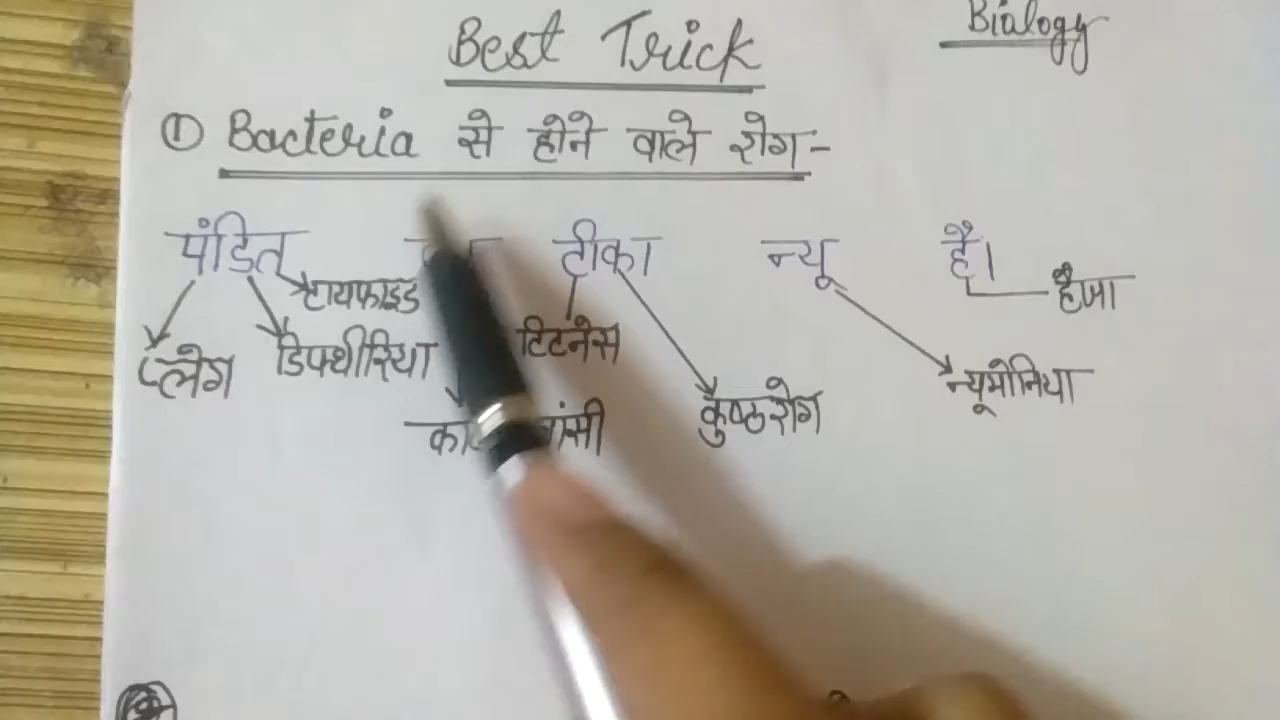 Best Trick
Biology
① Bacteria से होने वाले रोग-
पंडित टीका न्यू है।
टायफाइड हैजा
प्लेग डिफ्थीरिया टिटनेस न्यूमोनिया
कुष्ठरोग